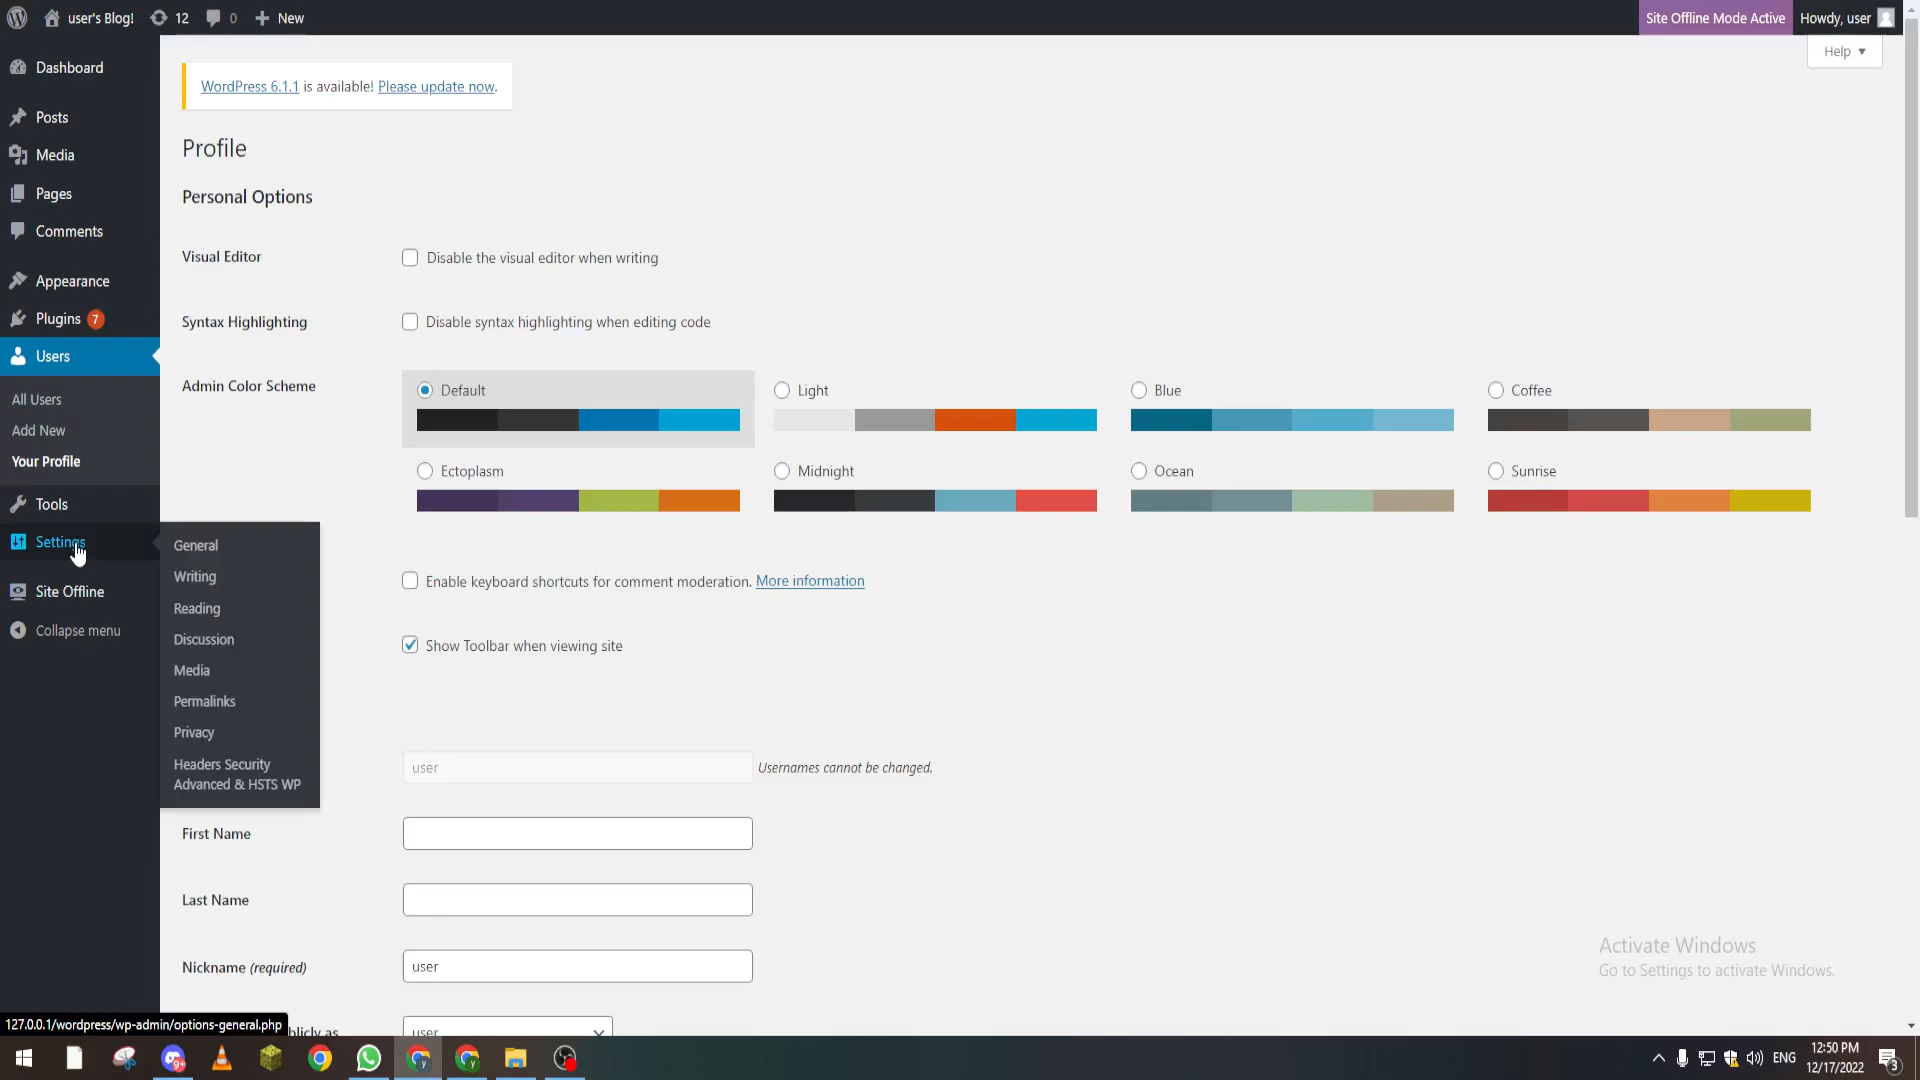 user's Blog!
12
0
New
Site Offline Mode Active
Howdy, user
Help
Dashboard
Posts
Media
Pages
Comments
Appearance
Plugins 7
Users
All Users
Add New
Your Profile
Tools
Settings
Site Offline
Collapse menu
General
Writing
Reading
Discussion
Media
Permalinks
Privacy
Headers Security
Advanced & HSTS WP
WordPress 6.1.1 is available! Please update now.
Profile
Personal Options
Visual Editor
Disable the visual editor when writing
Syntax Highlighting
Disable syntax highlighting when editing code
Admin Color Scheme
Default
Light
Blue
Coffee
Ectoplasm
Midnight
Ocean
Sunrise
Enable keyboard shortcuts for comment moderation. More information
Show Toolbar when viewing site
user
Usernames cannot be changed.
First Name
Last Name
Nickname (required)
user
user
Activate Windows
Go to Settings to activate Windows.
127.0.0.1/wordpress/wp-admin/options-general.php
9+
ENG
12:50 PM
12/17/2022
3